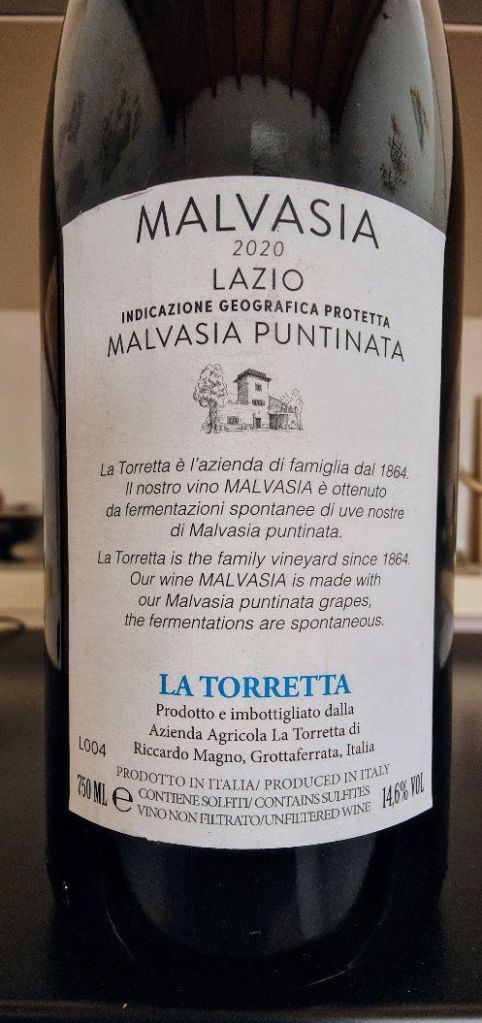 MALVASIA
2020
LAZIO
INDICAZIONE GEOGRAFICA PROTETTA
MALVASIA PUNTINATA
La Torretta è l'azienda di famiglia dal 1864.
Il nostro vino MALVASIA è ottenuto
da fermentazioni spontanee di uve nostre
di Malvasia puntinata.
La Torretta is the family vineyard since 1864.
Our wine MALVASIA is made with
our Malvasia puntinata grapes,
the fermentations are spontaneous.
LA TORRETTA
Prodotto e imbottigliato dalla
Azienda Agricola La Torretta di
Riccardo Magno, Grottaferrata, Italia
L004
PRODOTTO IN ITALIA/ PRODUCED IN ITALY
750 ML e CONTIENE SOLFITI/ CONTAINS SULFITES 14,6% VOL
VINO NON FILTRATO/UNFILTERED WINE